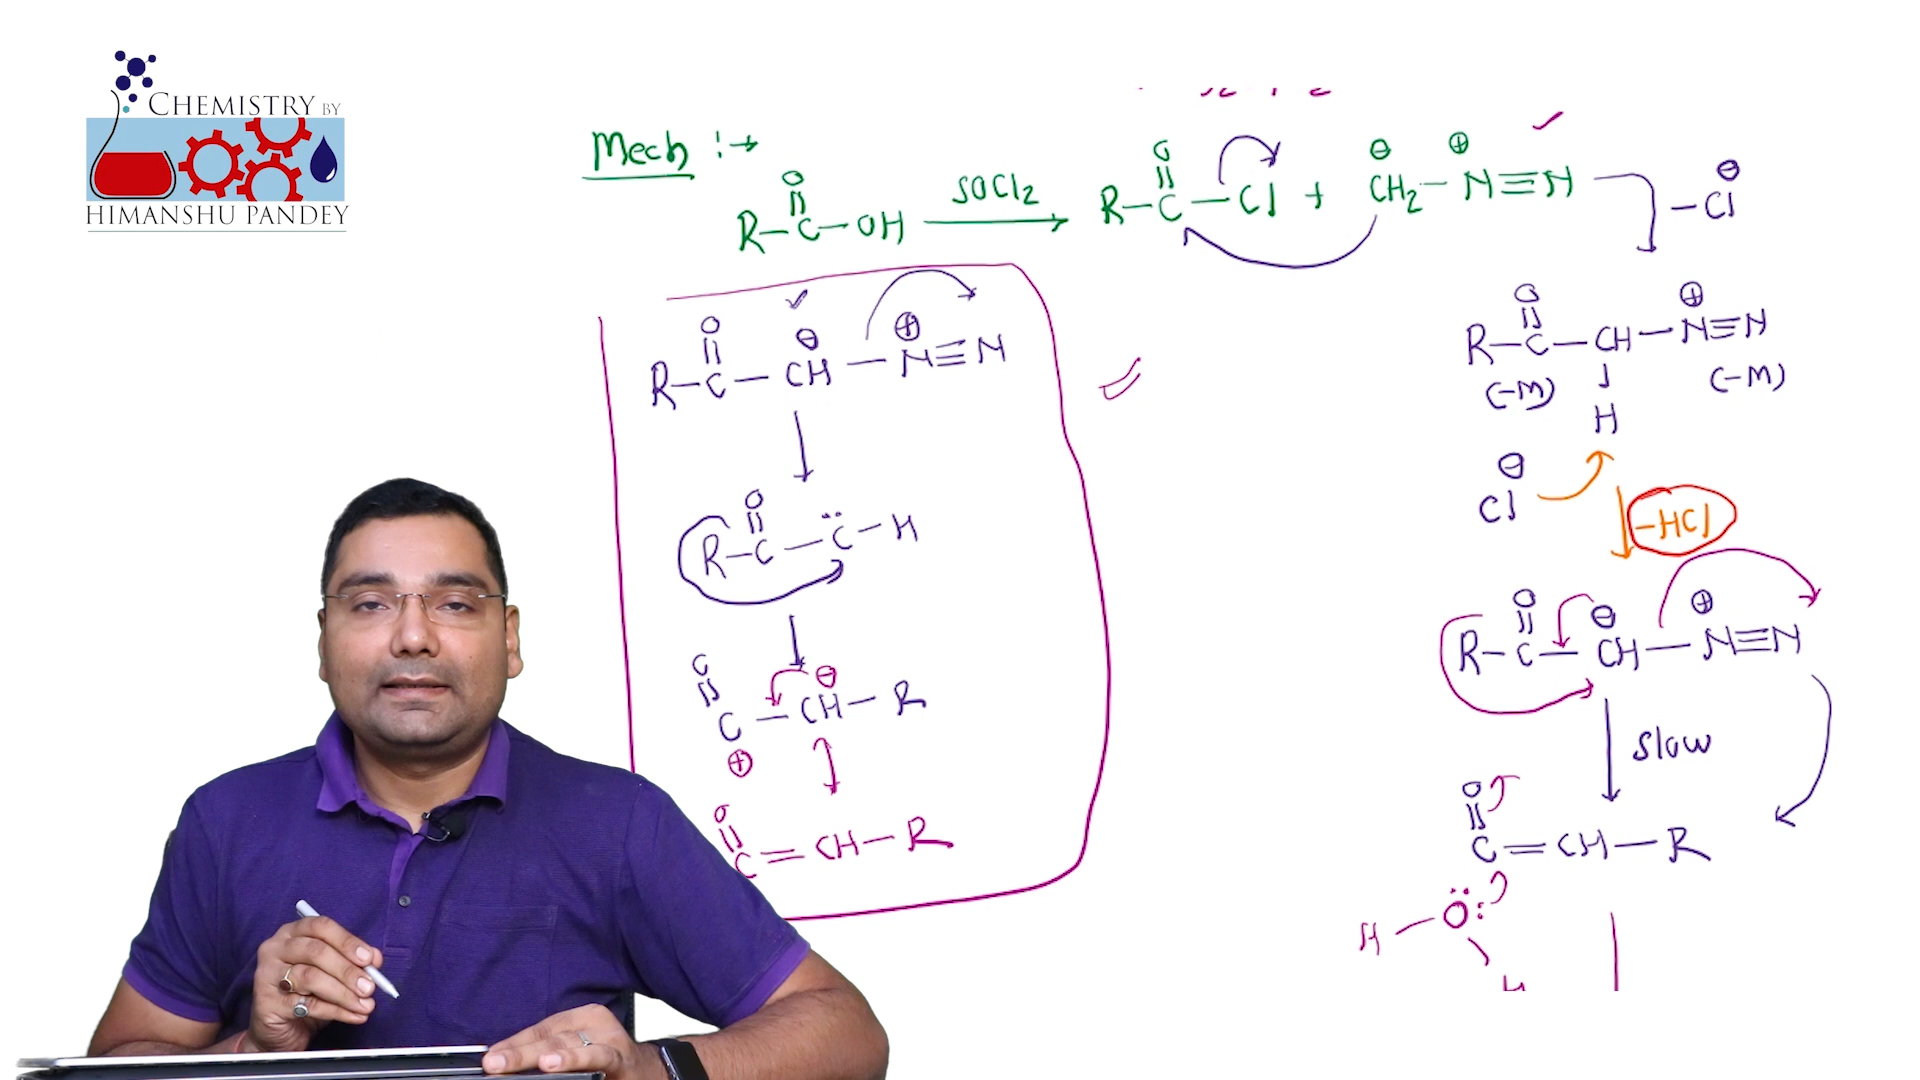 CHEMISTRY BY
HIMANSHU PANDEY
Mech :→
O
R–C–OH
SOCl2
O
R–C–Cl + CH2–N≡N
⊖ ⊕
⊖
–Cl
O
R–C–CH–N≡N
⊕
(-M) (-M)
H
⊖
Cl
-HCl
O ⊖ ⊕
R–C–CH–N≡N
Slow
O
C=CH–R
H–O:
H
O ⊖ ⊕
R–C–CH–N≡N
O
R–C–C̈–H
O ⊖
C–CH–R
⊕
O
C=CH–R